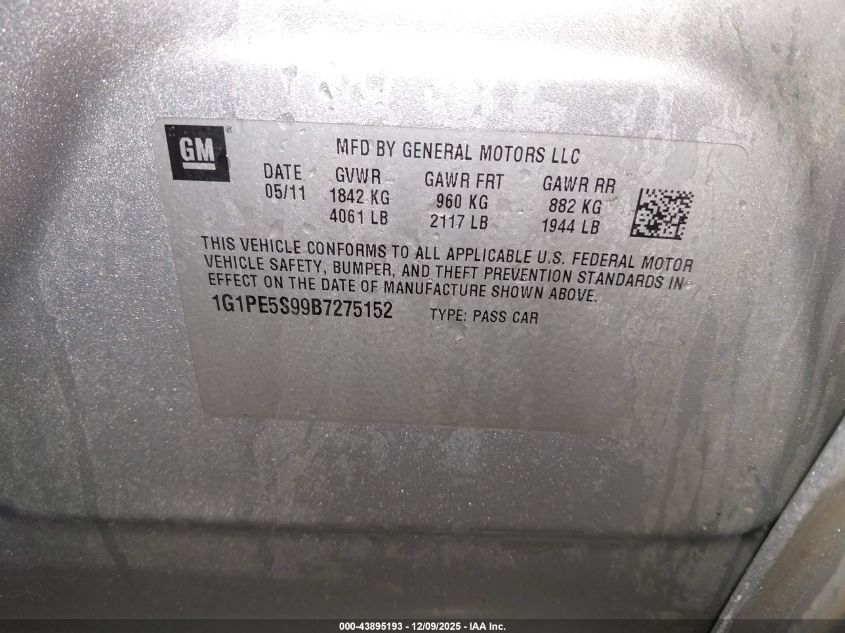 GM
MFD BY GENERAL MOTORS LLC
DATE GVWR GAWR FRT GAWR RR
05/11 1842 KG 960 KG 882 KG
4061 LB 2117 LB 1944 LB
THIS VEHICLE CONFORMS TO ALL APPLICABLE U.S. FEDERAL MOTOR
VEHICLE SAFETY, BUMPER, AND THEFT PREVENTION STANDARDS IN
EFFECT ON THE DATE OF MANUFACTURE SHOWN ABOVE.
1G1PE5S99B7275152 TYPE: PASS CAR
000-43895193 - 12/09/2025 - IAA Inc.